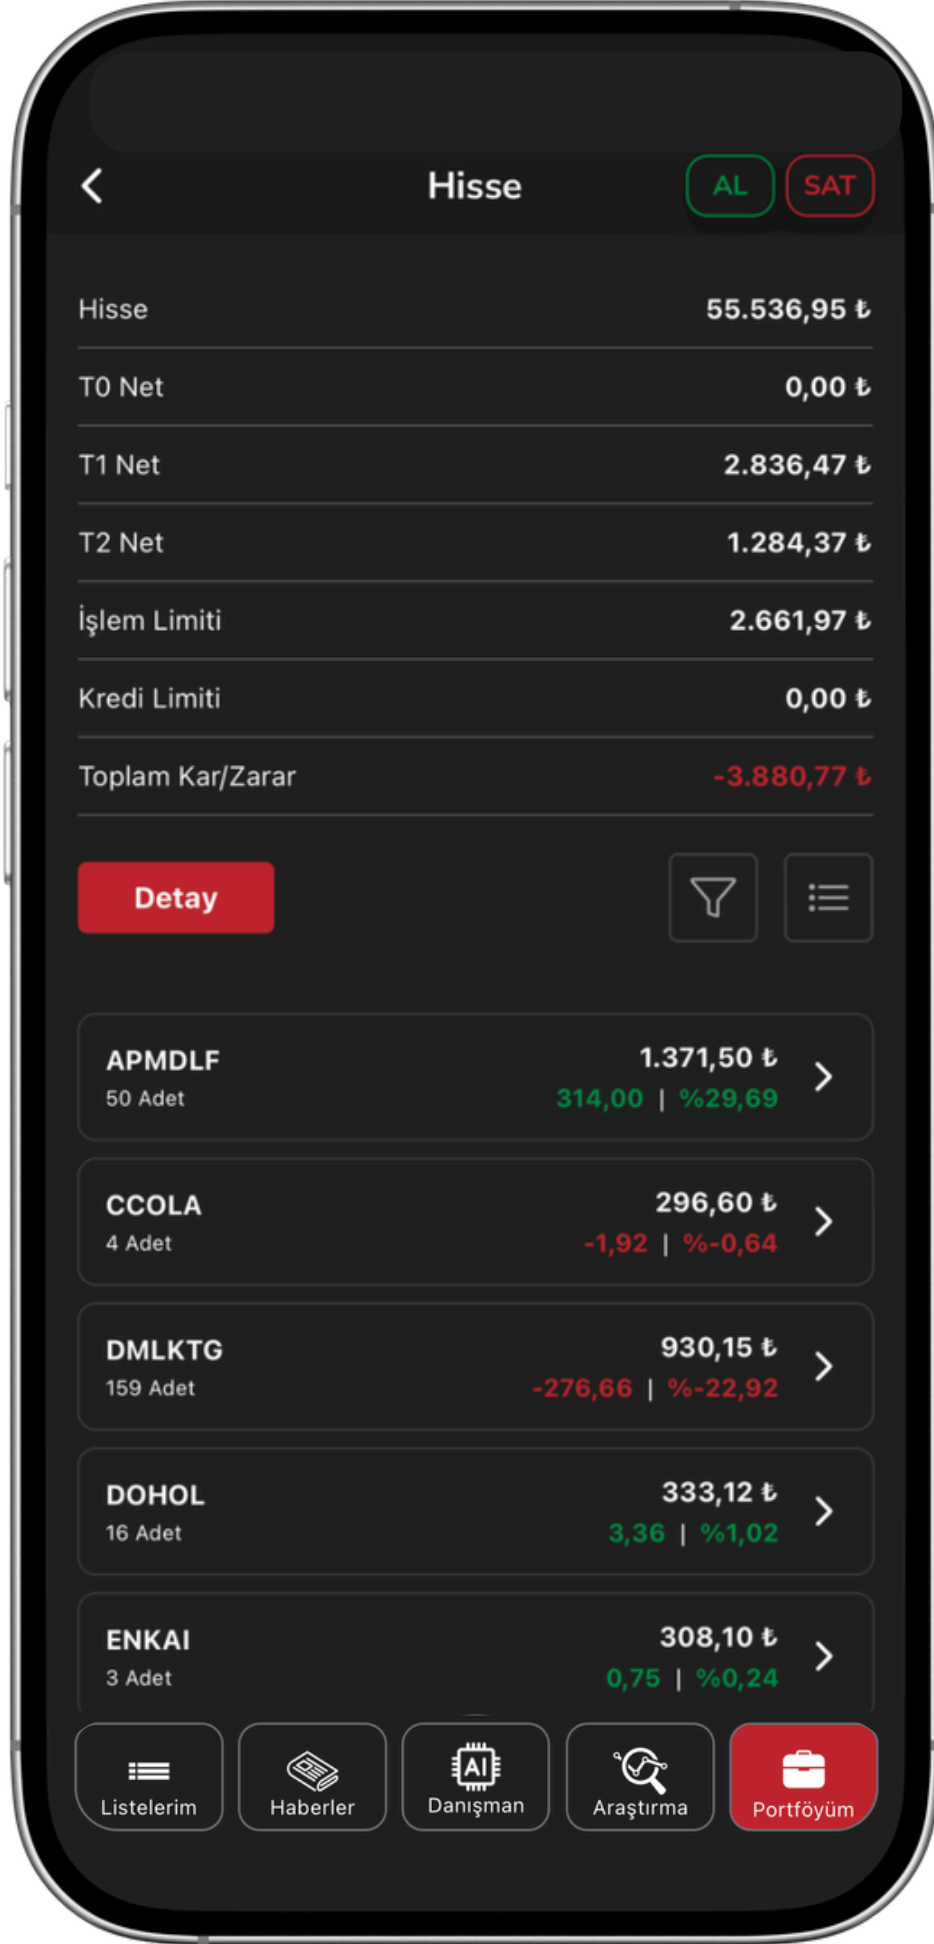 Hisse
AL
SAT
Hisse 55.536,95 ₺
T0 Net 0,00 ₺
T1 Net 2.836,47 ₺
T2 Net 1.284,37 ₺
İşlem Limiti 2.661,97 ₺
Kredi Limiti 0,00 ₺
Toplam Kar/Zarar -3.880,77 ₺
Detay
APMDLF 1.371,50 ₺
50 Adet 314,00 | %29,69
CCOLA 296,60 ₺
4 Adet -1,92 | %-0,64
DMLKTG 930,15 ₺
159 Adet -276,66 | %-22,92
DOHOL 333,12 ₺
16 Adet 3,36 | %1,02
ENKAI 308,10 ₺
3 Adet 0,75 | %0,24
Listelerim
Haberler
AI
Danışman
Araştırma
Portföyüm